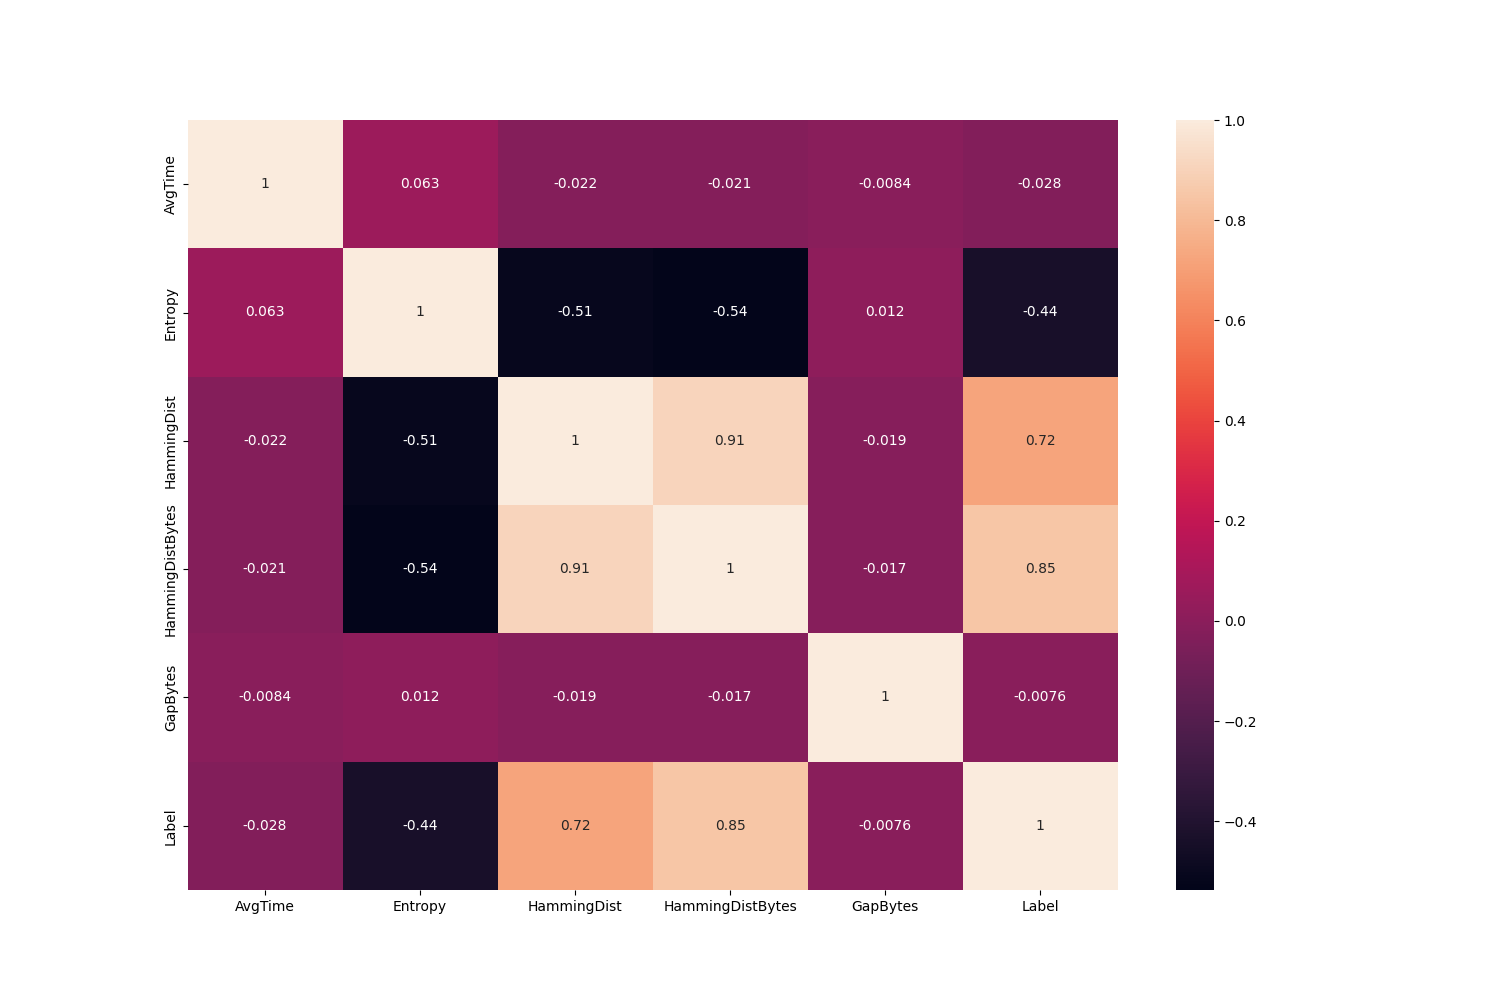 AvgTime 1 0.063 -0.022 -0.021 -0.0084 -0.028
Entropy 0.063 1 -0.51 -0.54 0.012 -0.44
HammingDist -0.022 -0.51 1 0.91 -0.019 0.72
HammingDistBytes -0.021 -0.54 0.91 1 -0.017 0.85
GapBytes -0.0084 0.012 -0.019 -0.017 1 -0.0076
Label -0.028 -0.44 0.72 0.85 -0.0076 1
AvgTime Entropy HammingDist HammingDistBytes GapBytes Label
1.0
0.8
0.6
0.4
0.2
0.0
−0.2
−0.4